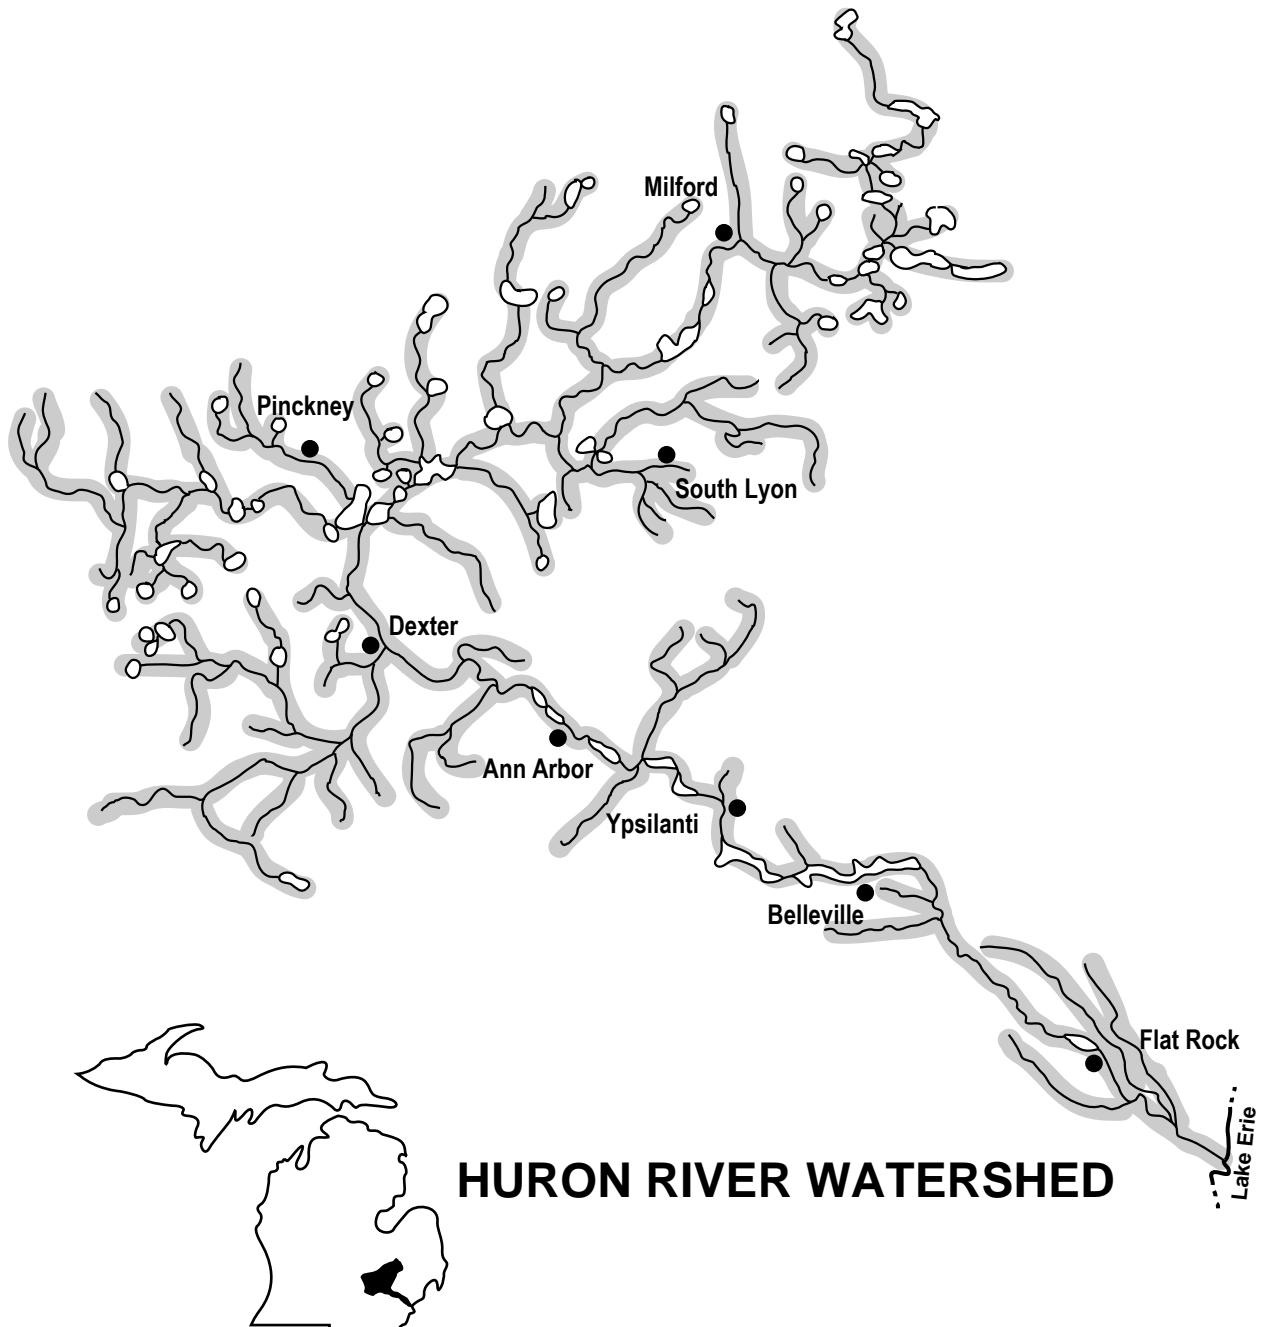 Milford
Pinckney
South Lyon
Dexter
Ann Arbor
Ypsilanti
Belleville
Flat Rock
Lake Erie
HURON RIVER WATERSHED